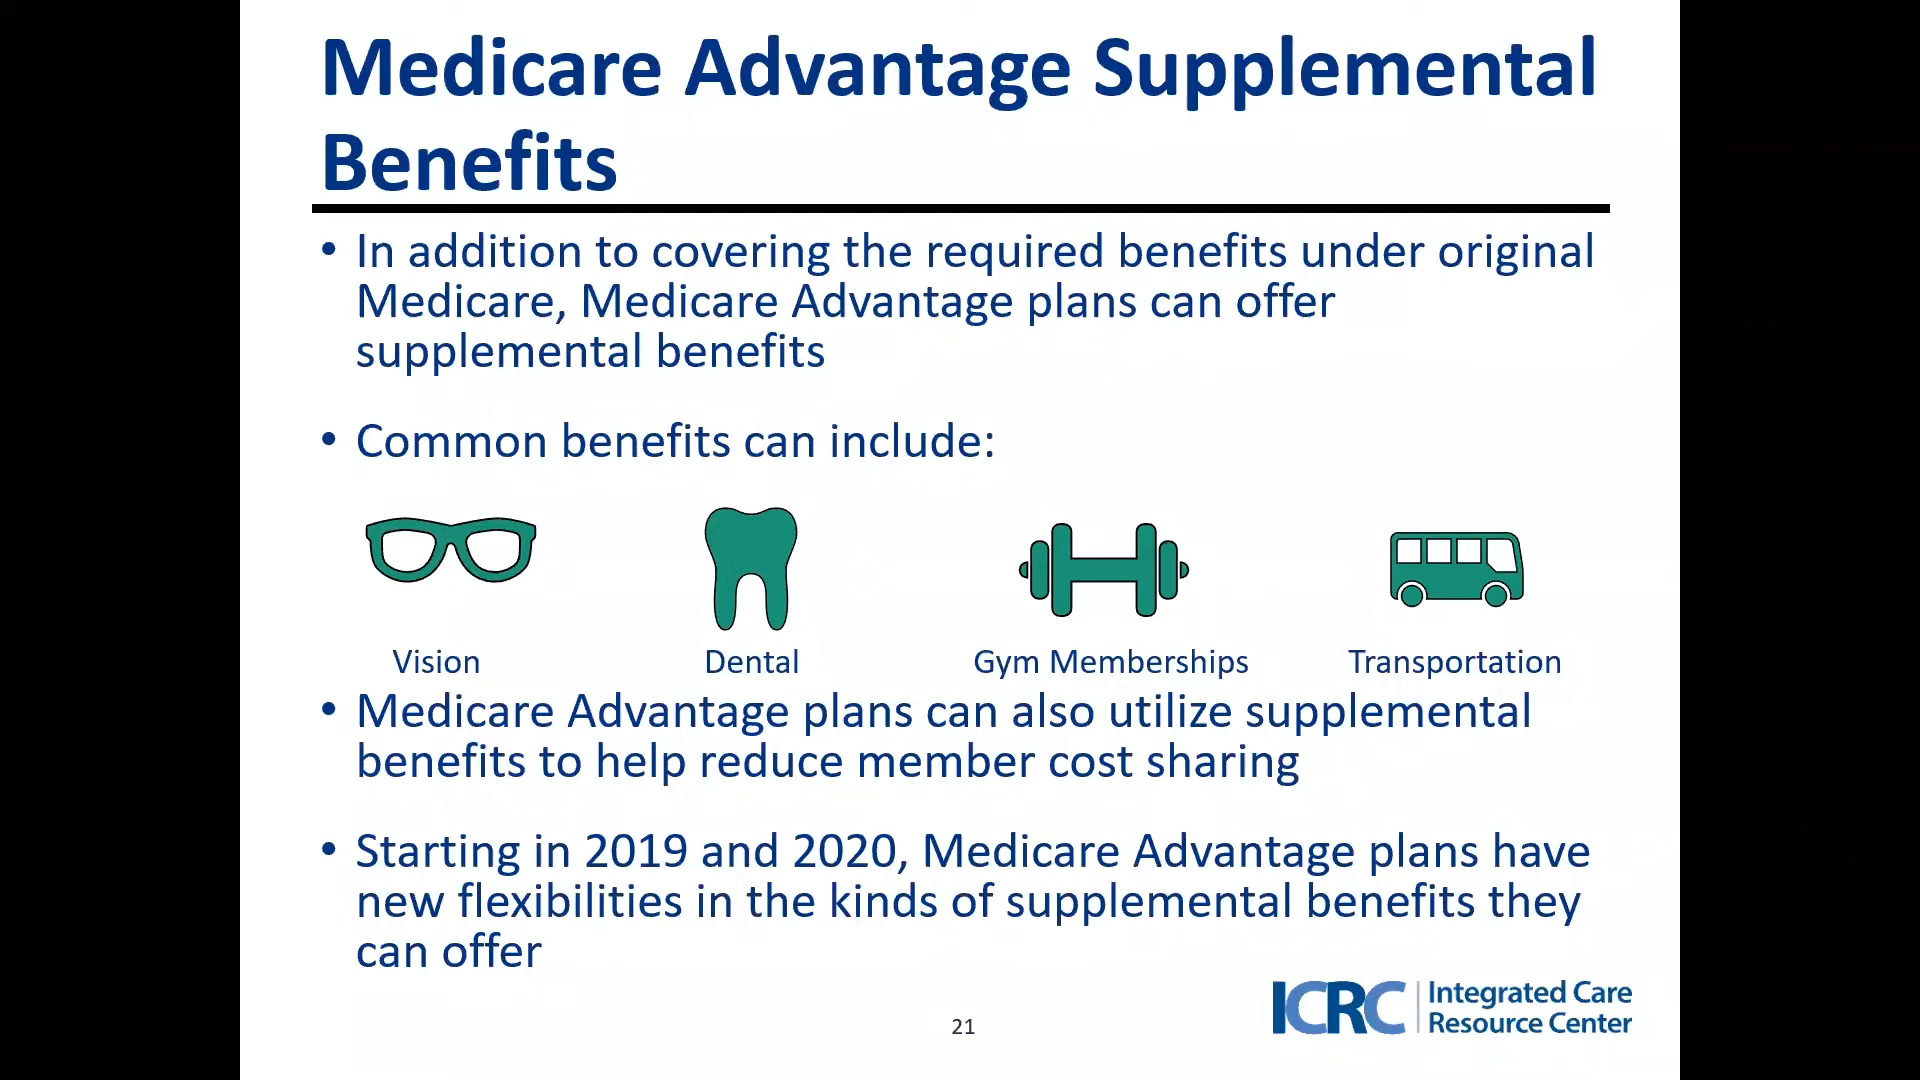 Medicare Advantage Supplemental
Benefits
• In addition to covering the required benefits under original
Medicare, Medicare Advantage plans can offer
supplemental benefits
• Common benefits can include:
Vision
Dental
Gym Memberships
Transportation
• Medicare Advantage plans can also utilize supplemental
benefits to help reduce member cost sharing
• Starting in 2019 and 2020, Medicare Advantage plans have
new flexibilities in the kinds of supplemental benefits they
can offer
21
ICRC
Integrated Care
Resource Center